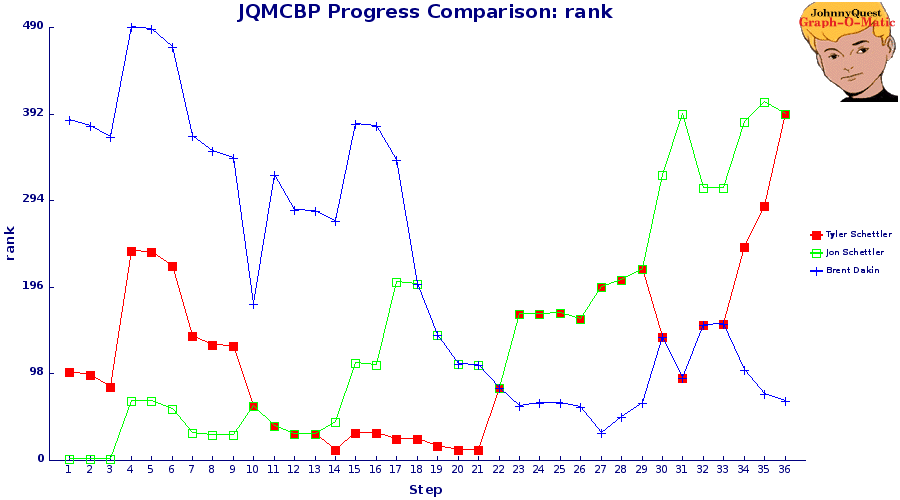 JQMCBP Progress Comparison: rank
JohnnyQuest
Graph-O-Matic
490
392
294
196
98
0
rank
1 2 3 4 5 6 7 8 9 10 11 12 13 14 15 16 17 18 19 20 21 22 23 24 25 26 27 28 29 30 31 32 33 34 35 36
Step
Tyler Schettler
Jon Schettler
Brent Dakin